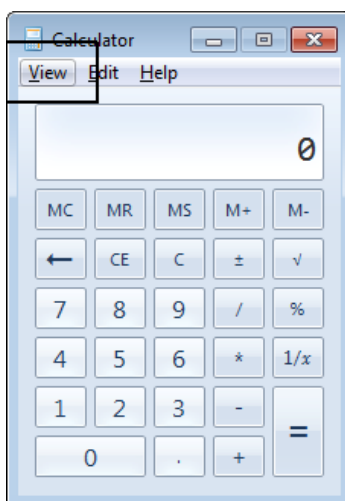 Calculator
View Edit Help
0
MC MR MS M+ M-
← CE C ± √
7 8 9 / %
4 5 6 * 1/x
1 2 3 - =
0 . +